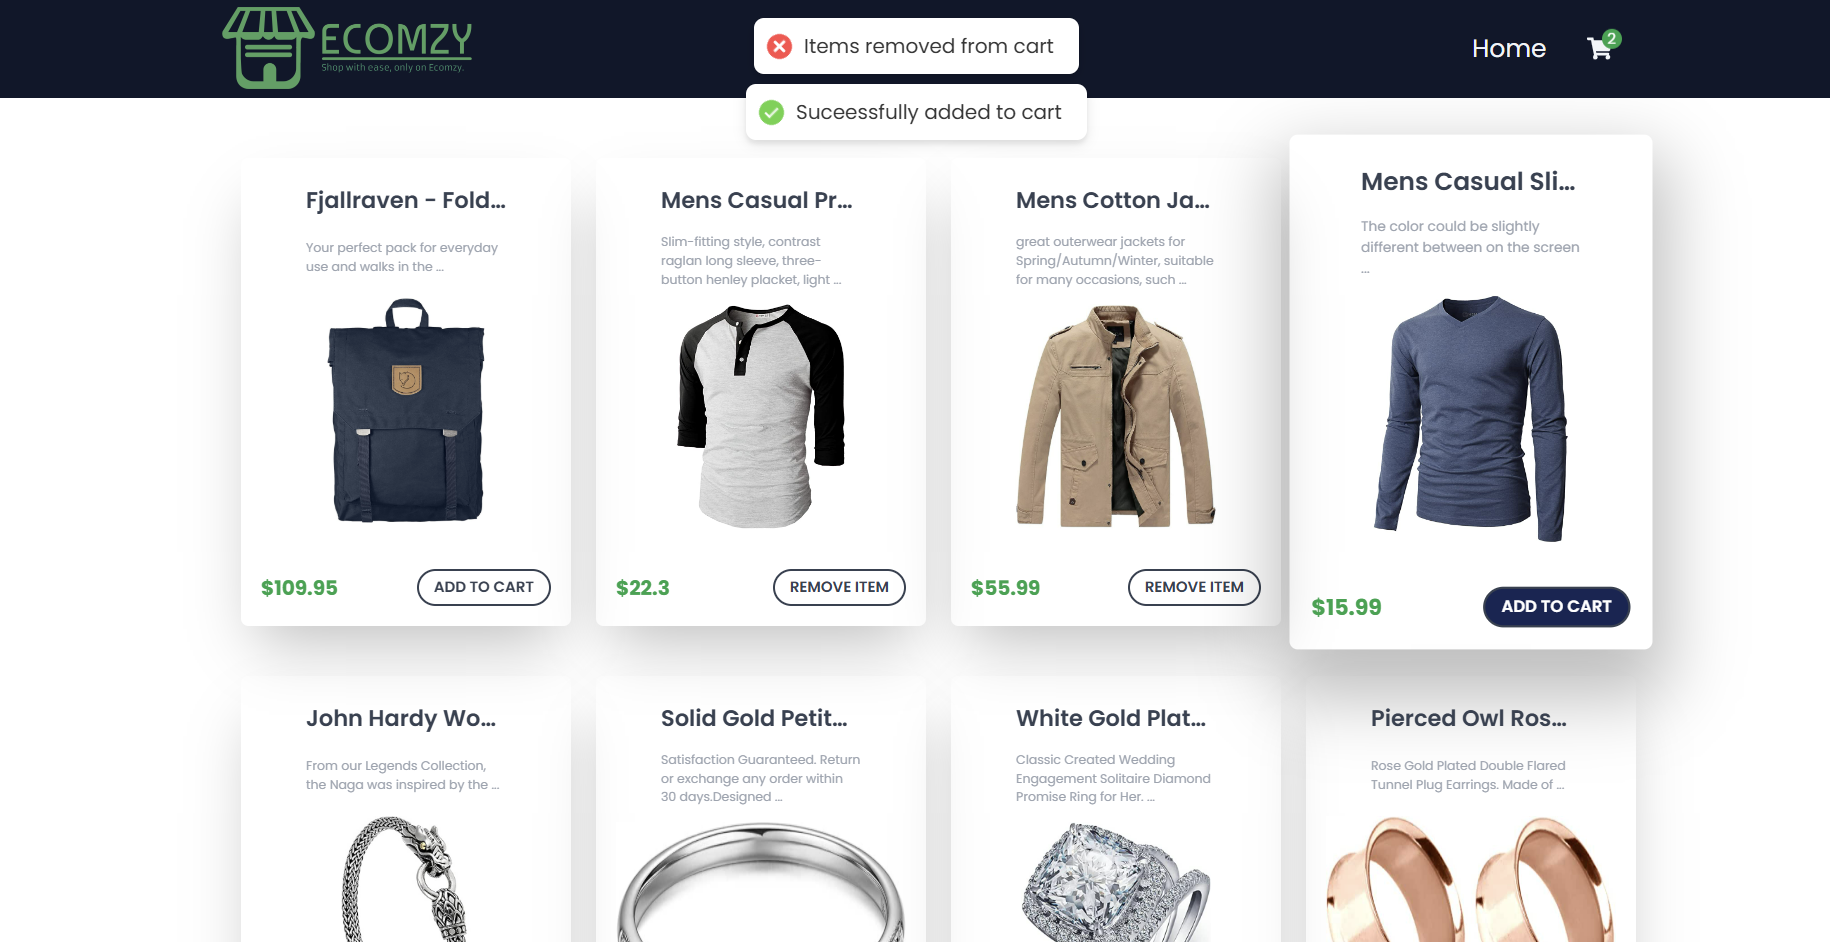 ECOMZY
Shop with ease, only on Ecomzy.
Items removed from cart
Home
2
Suceessfully added to cart
Fjallraven - Fold...
Your perfect pack for everyday
use and walks in the ...
$109.95
ADD TO CART
Mens Casual Pr...
Slim-fitting style, contrast
raglan long sleeve, three-
button henley placket, light ...
$22.3
REMOVE ITEM
Mens Cotton Ja...
great outerwear jackets for
Spring/Autumn/Winter, suitable
for many occasions, such ...
$55.99
REMOVE ITEM
Mens Casual Sli...
The color could be slightly
different between on the screen
...
$15.99
ADD TO CART
John Hardy Wo...
From our Legends Collection,
the Naga was inspired by the ...
Solid Gold Petit...
Satisfaction Guaranteed. Return
or exchange any order within
30 days.Designed ...
White Gold Plat...
Classic Created Wedding
Engagement Solitaire Diamond
Promise Ring for Her. ...
Pierced Owl Ros...
Rose Gold Plated Double Flared
Tunnel Plug Earrings. Made of ...